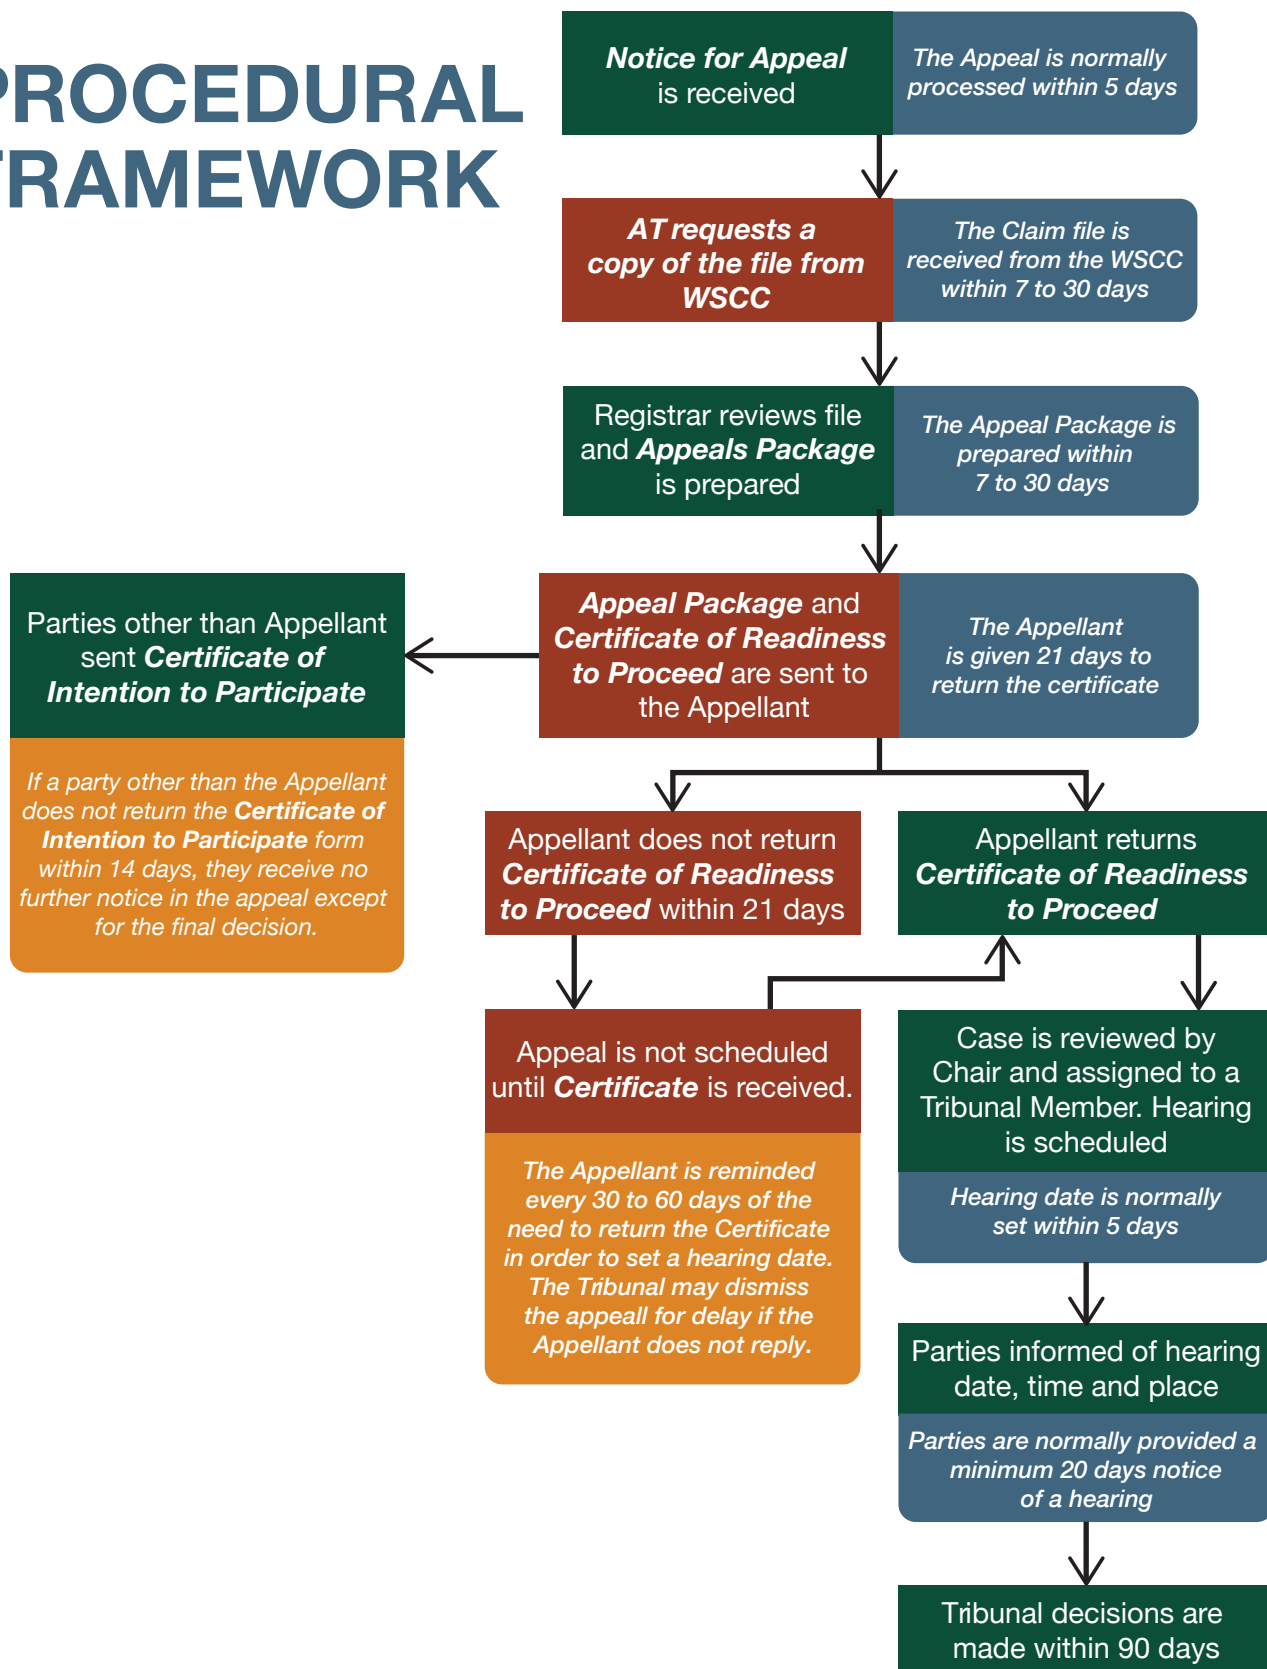 PROCEDURAL
FRAMEWORK
Notice for Appeal
is received
The Appeal is normally
processed within 5 days
AT requests a
copy of the file from
WSCC
The Claim file is
received from the WSCC
within 7 to 30 days
Registrar reviews file
and Appeals Package
is prepared
The Appeal Package is
prepared within
7 to 30 days
Parties other than Appellant
sent Certificate of
Intention to Participate
If a party other than the Appellant
does not return the Certificate of
Intention to Participate form
within 14 days, they receive no
further notice in the appeal except
for the final decision.
Appeal Package and
Certificate of Readiness
to Proceed are sent to
the Appellant
The Appellant
is given 21 days to
return the certificate
Appellant does not return
Certificate of Readiness
to Proceed within 21 days
Appellant returns
Certificate of Readiness
to Proceed
Appeal is not scheduled
until Certificate is received.
The Appellant is reminded
every 30 to 60 days of the
need to return the Certificate
in order to set a hearing date.
The Tribunal may dismiss
the appeall for delay if the
Appellant does not reply.
Case is reviewed by
Chair and assigned to a
Tribunal Member. Hearing
is scheduled
Hearing date is normally
set within 5 days
Parties informed of hearing
date, time and place
Parties are normally provided a
minimum 20 days notice
of a hearing
Tribunal decisions are
made within 90 days